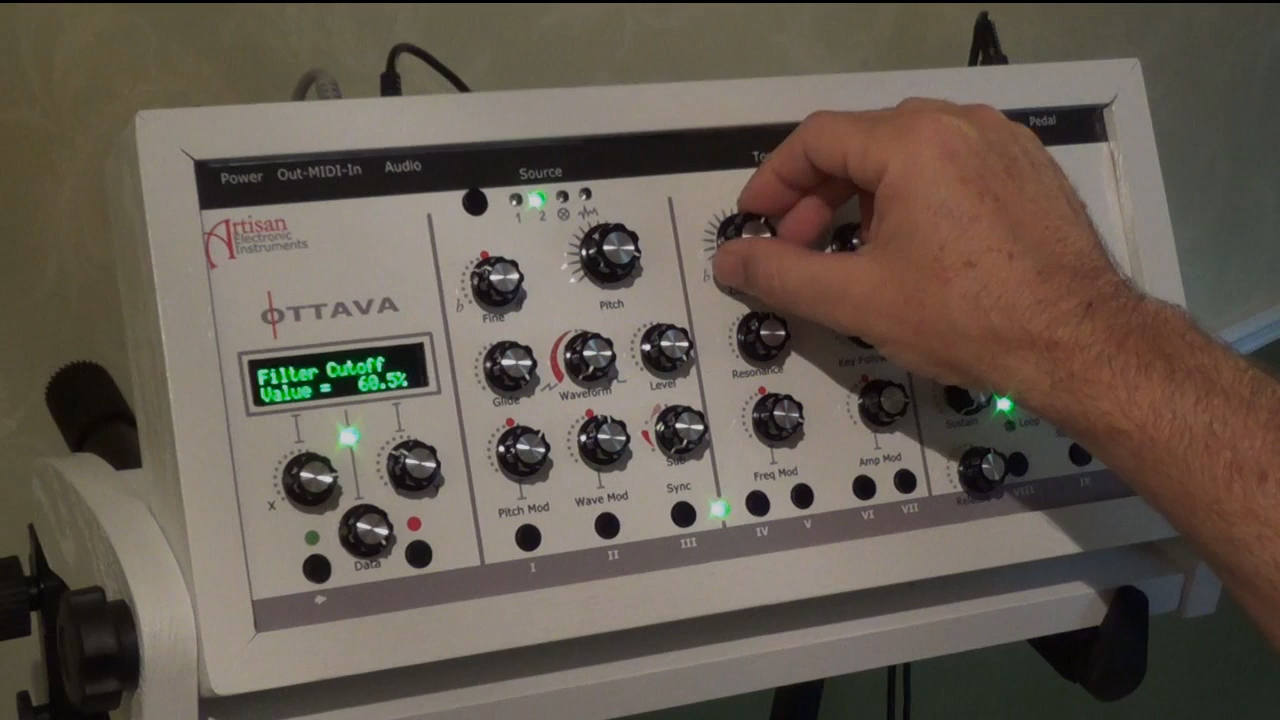 Power Out-MIDI-In Audio
Source
Pedal
1 2
Artisan
Electronic
Instruments
OTTAVA
b
Fine
Pitch
b
Filter Cutoff
Value = 60.5%
Glide
Waveform
Level
Resonance
Key Follow
Sustain
Loop
X
Pitch Mod
Wave Mod
Sub
Sync
Freq Mod
Amp Mod
Data
I
II
III
IV
V
VI
VII
VIII
IX